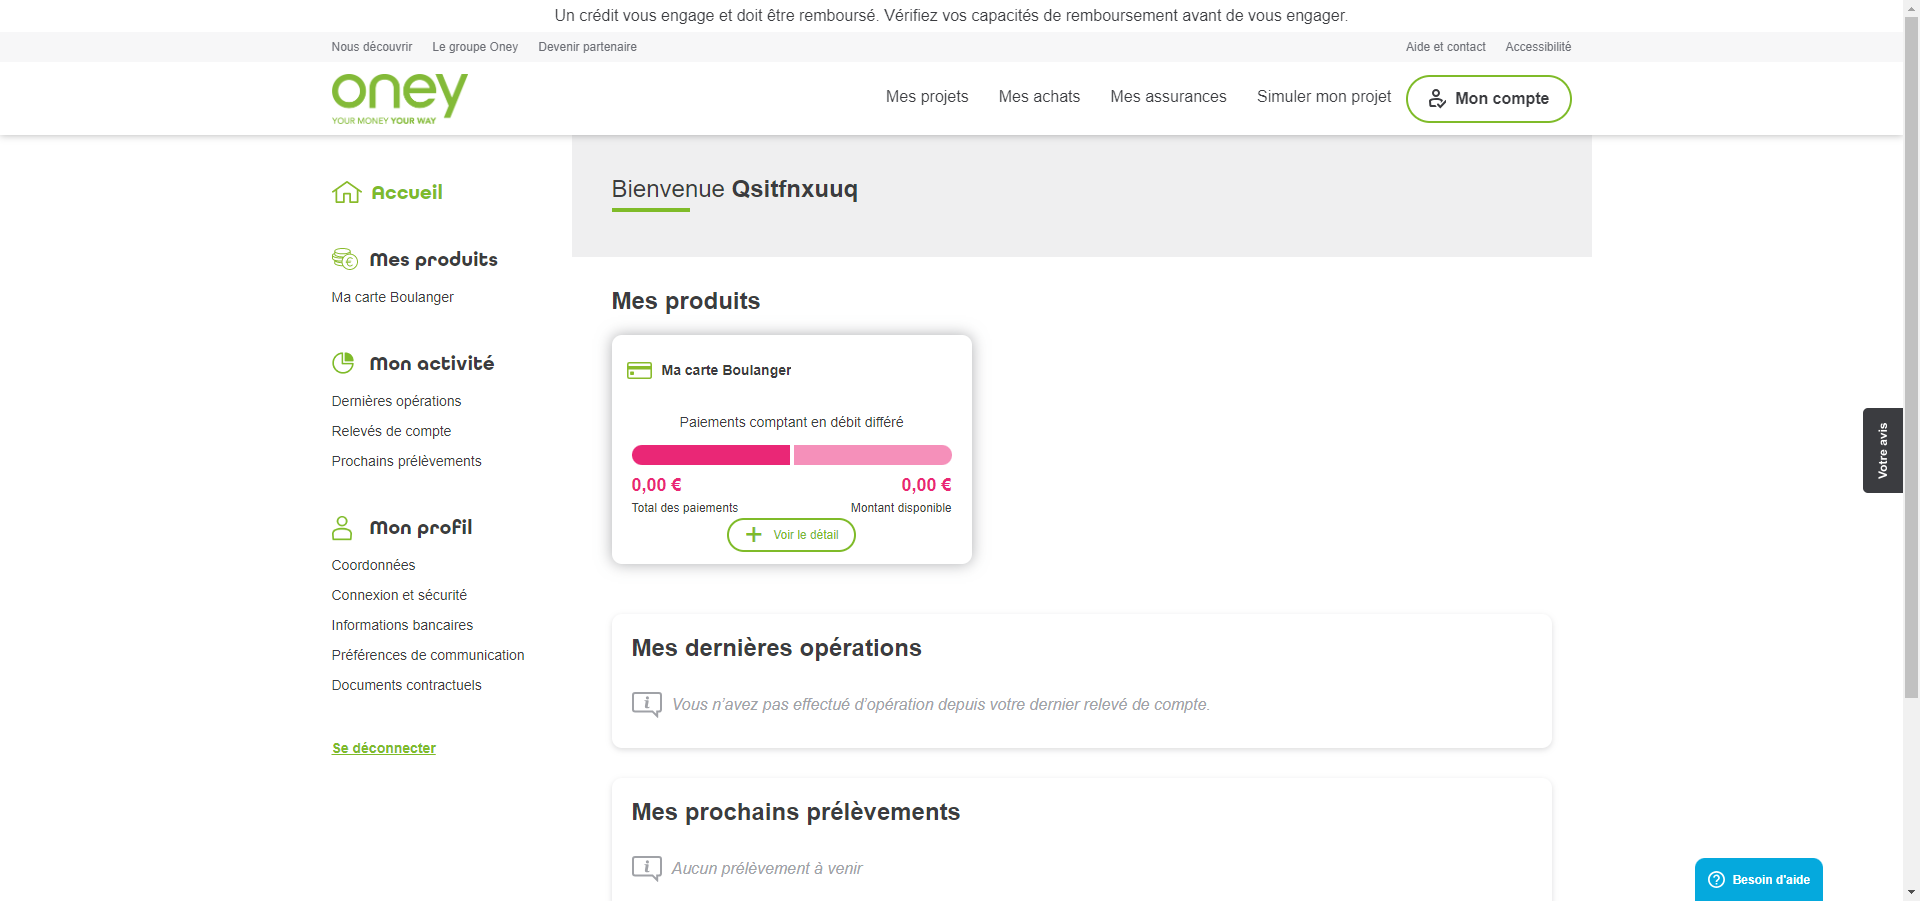 Un crédit vous engage et doit être remboursé. Vérifiez vos capacités de remboursement avant de vous engager.
Nous découvrir Le groupe Oney Devenir partenaire Aide et contact Accessibilité
oney
YOUR MONEY YOUR WAY
Mes projets Mes achats Mes assurances Simuler mon projet Mon compte
Accueil
Mes produits
Ma carte Boulanger
Mon activité
Dernières opérations
Relevés de compte
Prochains prélèvements
Mon profil
Coordonnées
Connexion et sécurité
Informations bancaires
Préférences de communication
Documents contractuels
Se déconnecter
Bienvenue Qsitfnxuuq
Mes produits
Ma carte Boulanger
Paiements comptant en débit différé
0,00 € 0,00 €
Total des paiements Montant disponible
Voir le détail
Mes dernières opérations
Vous n’avez pas effectué d’opération depuis votre dernier relevé de compte.
Mes prochains prélèvements
Aucun prélèvement à venir
Votre avis
Besoin d'aide